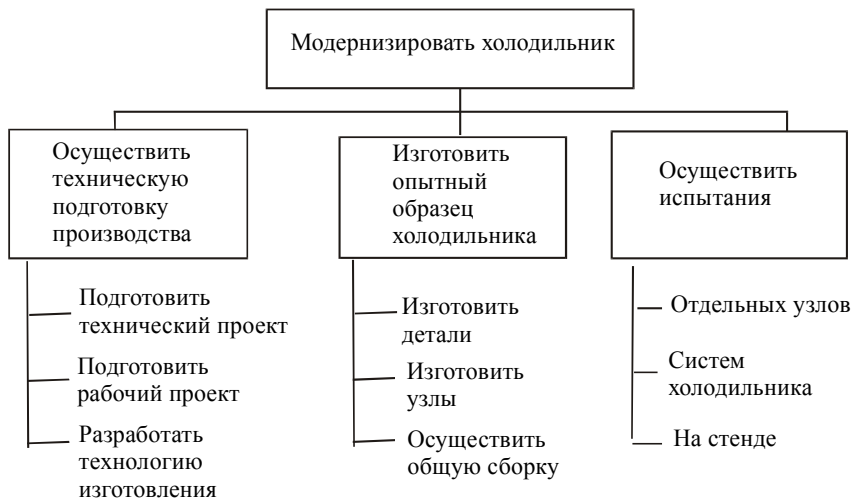 Модернизировать холодильник
Осуществить
техническую
подготовку
производства
Подготовить
технический проект
Подготовить
рабочий проект
Разработать
технологию
изготовления
Изготовить
опытный
образец
холодильника
Изготовить
детали
Изготовить
узлы
Осуществить
общую сборку
Осуществить
испытания
Отдельных узлов
Систем
холодильника
На стенде